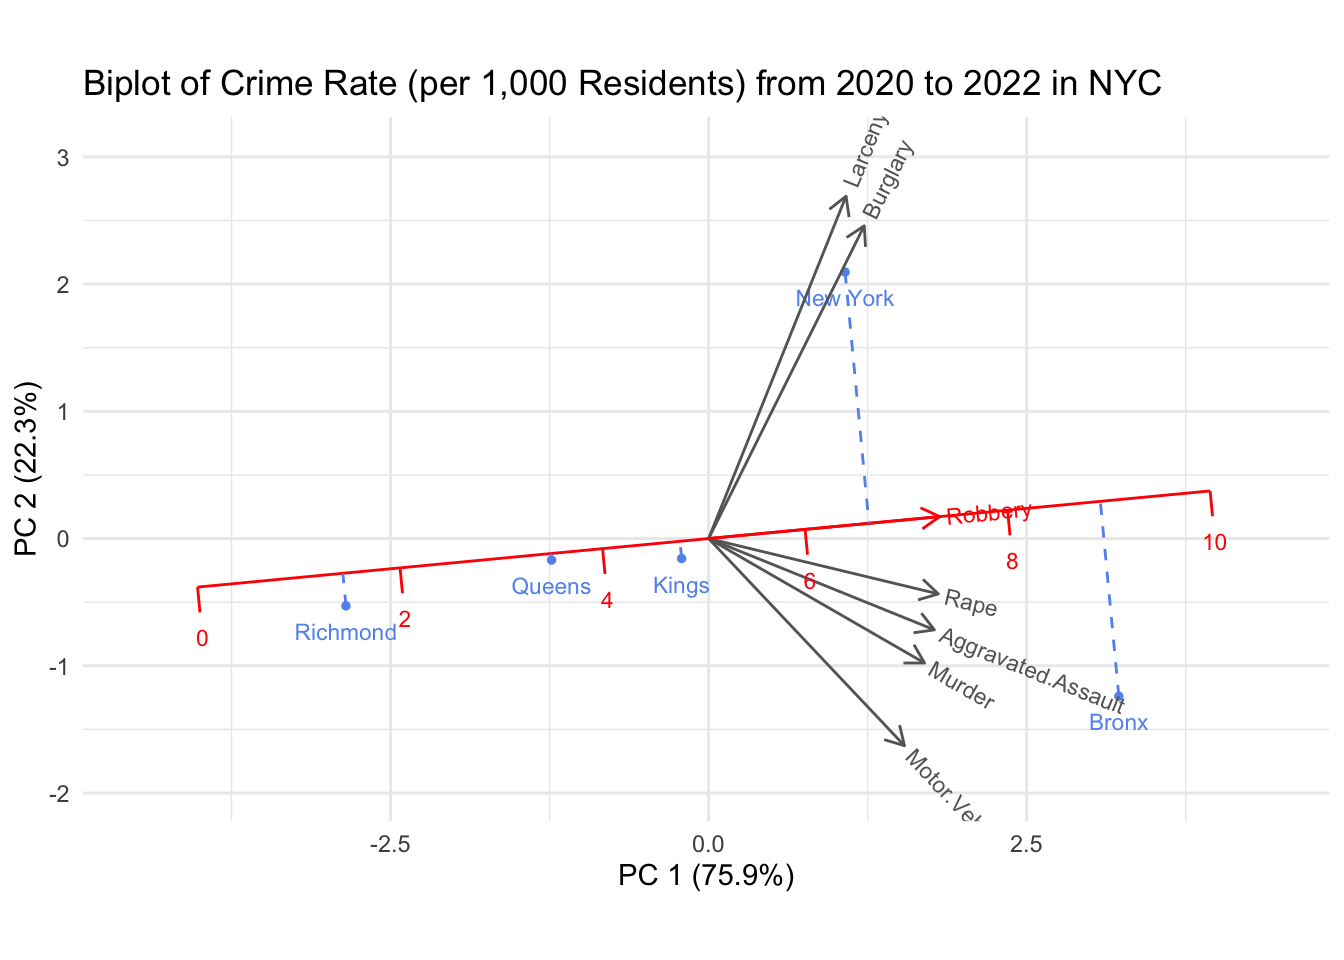 Biplot of Crime Rate (per 1,000 Residents) from 2020 to 2022 in NYC
3
2
1
0
-1
-2
PC 2 (22.3%)
Larceny
Burglary
New York
Robbery
10
8
6
4
2
0
Queens
Kings
Richmond
Rape
Aggravated.Assault
Murder
Bronx
-2.5
0.0
2.5
PC 1 (75.9%)